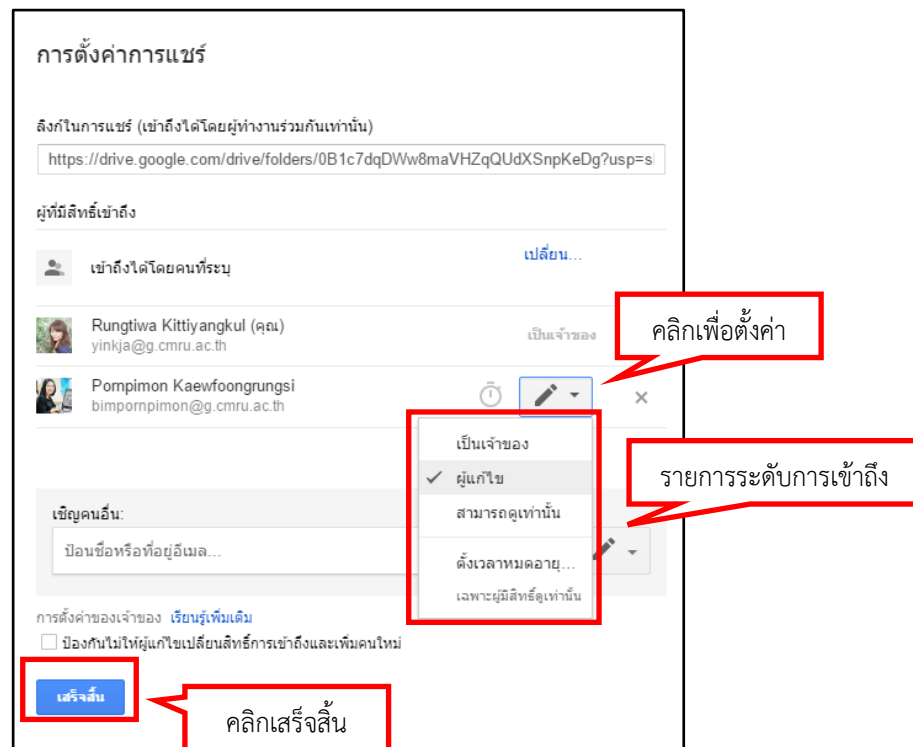 การตั้งค่าการแชร์
ลิงก์ในการแชร์ (เข้าถึงได้โดยผู้ทำงานร่วมกันเท่านั้น)
https://drive.google.com/drive/folders/0B1c7dqDWw8maVHZqQUdXSnpKeDg?usp=s
ผู้ที่มีสิทธิ์เข้าถึง
เข้าถึงได้โดยคนที่ระบุ
เปลี่ยน...
Rungtiwa Kittiyangkul (คุณ)
yinkja@g.cmru.ac.th
เป็นเจ้าของ
คลิกเพื่อตั้งค่า
Pornpimon Kaewfoongrungsi
bimpornpimon@g.cmru.ac.th
เป็นเจ้าของ
ผู้แก้ไข
สามารถดูเท่านั้น
ตั้งเวลาหมดอายุ...
เฉพาะผู้มีสิทธิ์ดูเท่านั้น
รายการระดับการเข้าถึง
เชิญคนอื่น:
ป้อนชื่อหรือที่อยู่อีเมล...
การตั้งค่าของเจ้าของ เรียนรู้เพิ่มเติม
ป้องกันไม่ให้ผู้แก้ไขเปลี่ยนสิทธิ์การเข้าถึงและเพิ่มคนใหม่
เสร็จสิ้น
คลิกเสร็จสิ้น